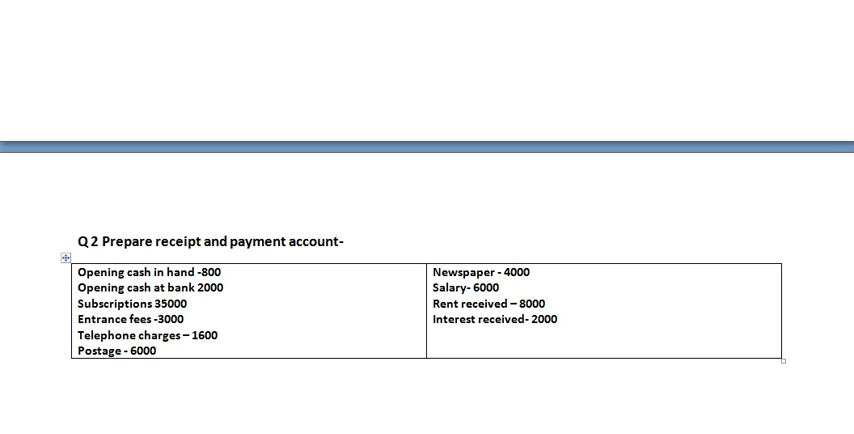 Q 2 Prepare receipt and payment account-
Opening cash in hand -800
Opening cash at bank 2000
Subscriptions 35000
Entrance fees -3000
Telephone charges – 1600
Postage - 6000
Newspaper - 4000
Salary- 6000
Rent received – 8000
Interest received- 2000